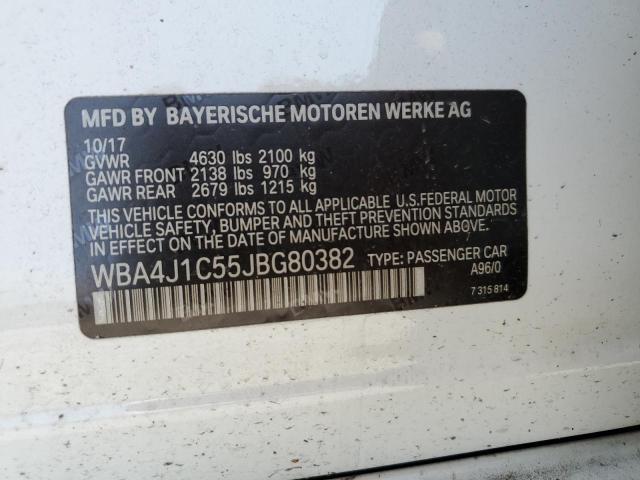 MFD BY BAYERISCHE MOTOREN WERKE AG
10/17
GVWR 4630 lbs 2100 kg
GAWR FRONT 2138 lbs 970 kg
GAWR REAR 2679 lbs 1215 kg
THIS VEHICLE CONFORMS TO ALL APPLICABLE U.S.FEDERAL MOTOR
VEHICLE SAFETY, BUMPER AND THEFT PREVENTION STANDARDS
IN EFFECT ON THE DATE OF MANUFACTURE SHOWN ABOVE.
WBA4J1C55JBG80382 TYPE: PASSENGER CAR
A96/0
7 315 814